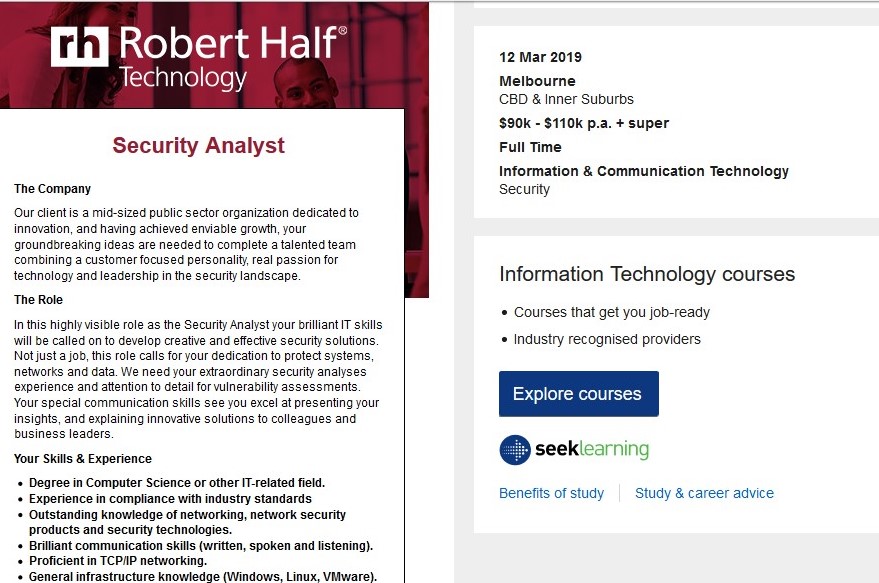 rh Robert Half®
Technology
Security Analyst
The Company
Our client is a mid-sized public sector organization dedicated to
innovation, and having achieved enviable growth, your
groundbreaking ideas are needed to complete a talented team
combining a customer focused personality, real passion for
technology and leadership in the security landscape.
The Role
In this highly visible role as the Security Analyst your brilliant IT skills
will be called on to develop creative and effective security solutions.
Not just a job, this role calls for your dedication to protect systems,
networks and data. We need your extraordinary security analyses
experience and attention to detail for vulnerability assessments.
Your special communication skills see you excel at presenting your
insights, and explaining innovative solutions to colleagues and
business leaders.
Your Skills & Experience
• Degree in Computer Science or other IT-related field.
• Experience in compliance with industry standards
• Outstanding knowledge of networking, network security
products and security technologies.
• Brilliant communication skills (written, spoken and listening).
• Proficient in TCP/IP networking.
• General infrastructure knowledge (Windows, Linux, VMware).
12 Mar 2019
Melbourne
CBD & Inner Suburbs
$90k - $110k p.a. + super
Full Time
Information & Communication Technology
Security
Information Technology courses
• Courses that get you job-ready
• Industry recognised providers
Explore courses
seeklearning
Benefits of study
Study & career advice